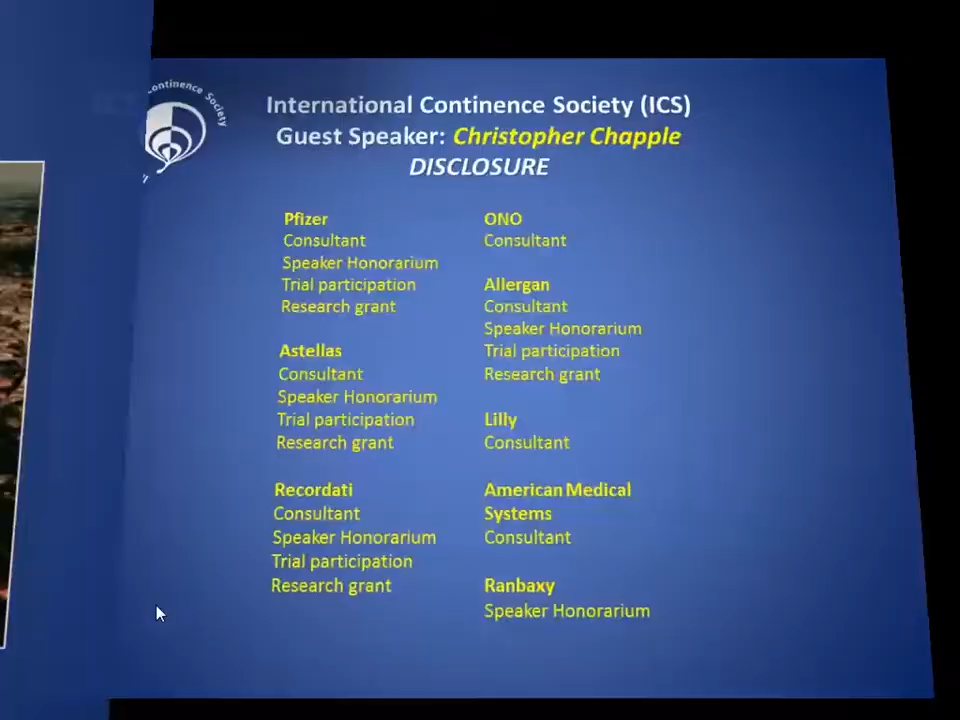 Continence Society
International Continence Society (ICS)
Guest Speaker: Christopher Chapple
DISCLOSURE
Pfizer
Consultant
Speaker Honorarium
Trial participation
Research grant
Astellas
Consultant
Speaker Honorarium
Trial participation
Research grant
Recordati
Consultant
Speaker Honorarium
Trial participation
Research grant
ONO
Consultant
Allergan
Consultant
Speaker Honorarium
Trial participation
Research grant
Lilly
Consultant
American Medical
Systems
Consultant
Ranbaxy
Speaker Honorarium